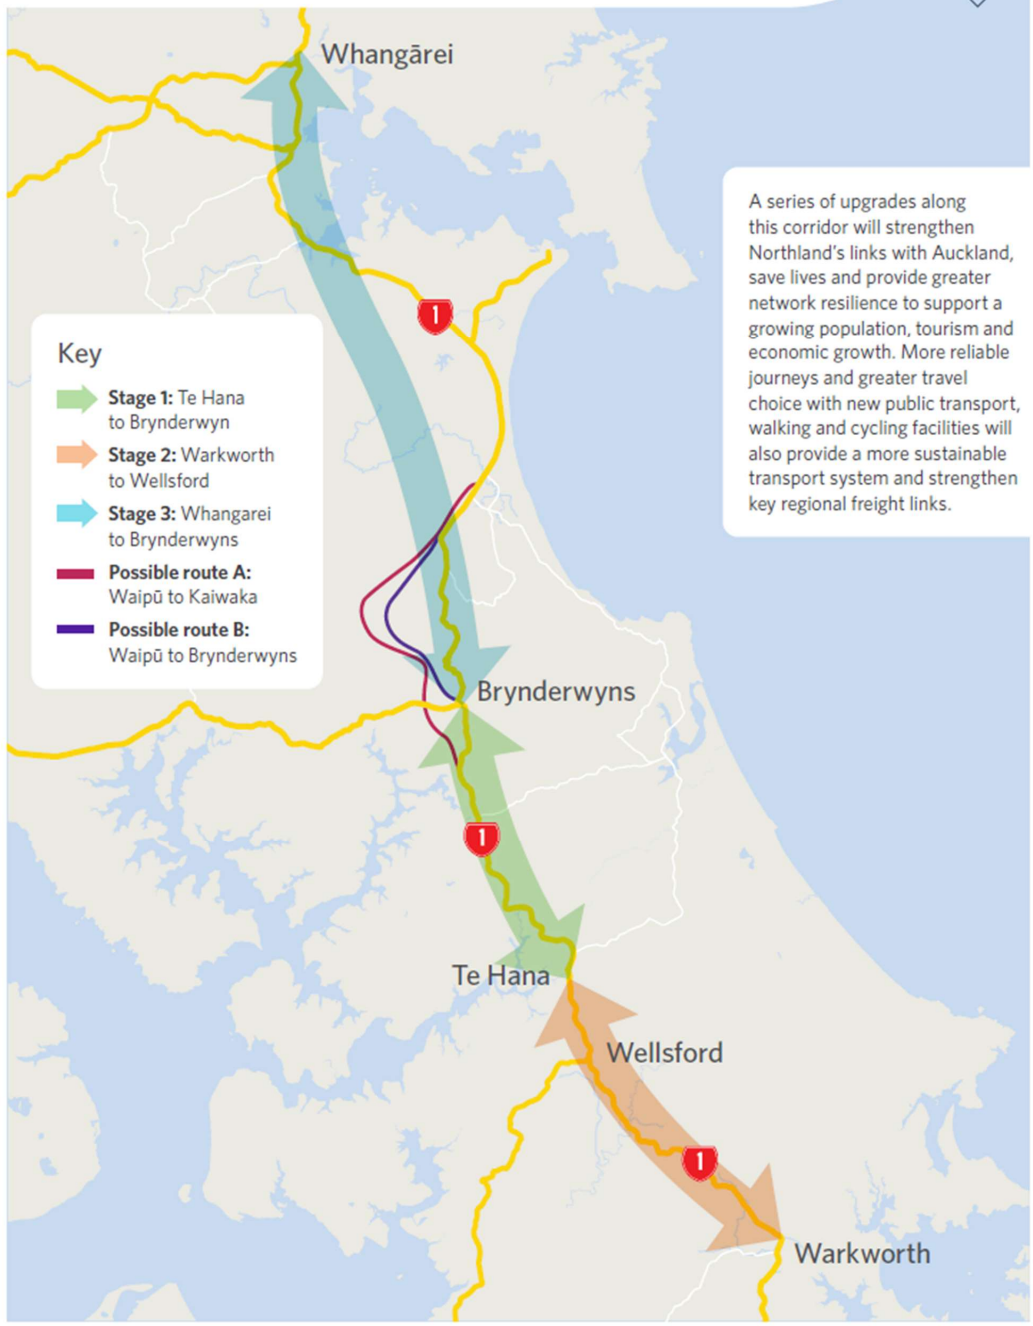 Whangārei
A series of upgrades along
this corridor will strengthen
Northland's links with Auckland,
save lives and provide greater
network resilience to support a
growing population, tourism and
economic growth. More reliable
journeys and greater travel
choice with new public transport,
walking and cycling facilities will
also provide a more sustainable
transport system and strengthen
key regional freight links.
1
Key
Stage 1: Te Hana
to Brynderwyn
Stage 2: Warkworth
to Wellsford
Stage 3: Whangarei
to Brynderwyns
Possible route A:
Waipū to Kaiwaka
Possible route B:
Waipū to Brynderwyns
Brynderwyns
1
Te Hana
Wellsford
1
Warkworth